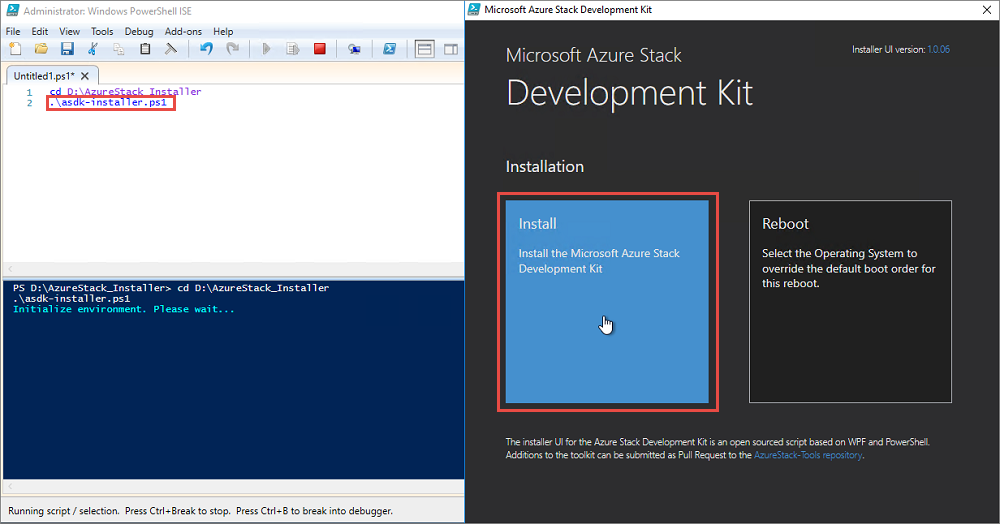 Administrator: Windows PowerShell ISE
File Edit View Tools Debug Add-ons Help
Untitled1.ps1* X
1 cd D:\AzureStack_Installer
2 .\asdk-installer.ps1
PS D:\AzureStack_Installer> cd D:\AzureStack_Installer
.\asdk-installer.ps1
Initialize environment. Please wait...
Running script / selection. Press Ctrl+Break to stop. Press Ctrl+B to break into debugger.
Microsoft Azure Stack Development Kit
Microsoft Azure Stack
Installer UI version: 1.0.06
Development Kit
Installation
Install
Install the Microsoft Azure Stack
Development Kit
Reboot
Select the Operating System to
override the default boot order for
this reboot.
The installer UI for the Azure Stack Development Kit is an open sourced script based on WPF and PowerShell.
Additions to the toolkit can be submitted as Pull Request to the AzureStack-Tools repository.